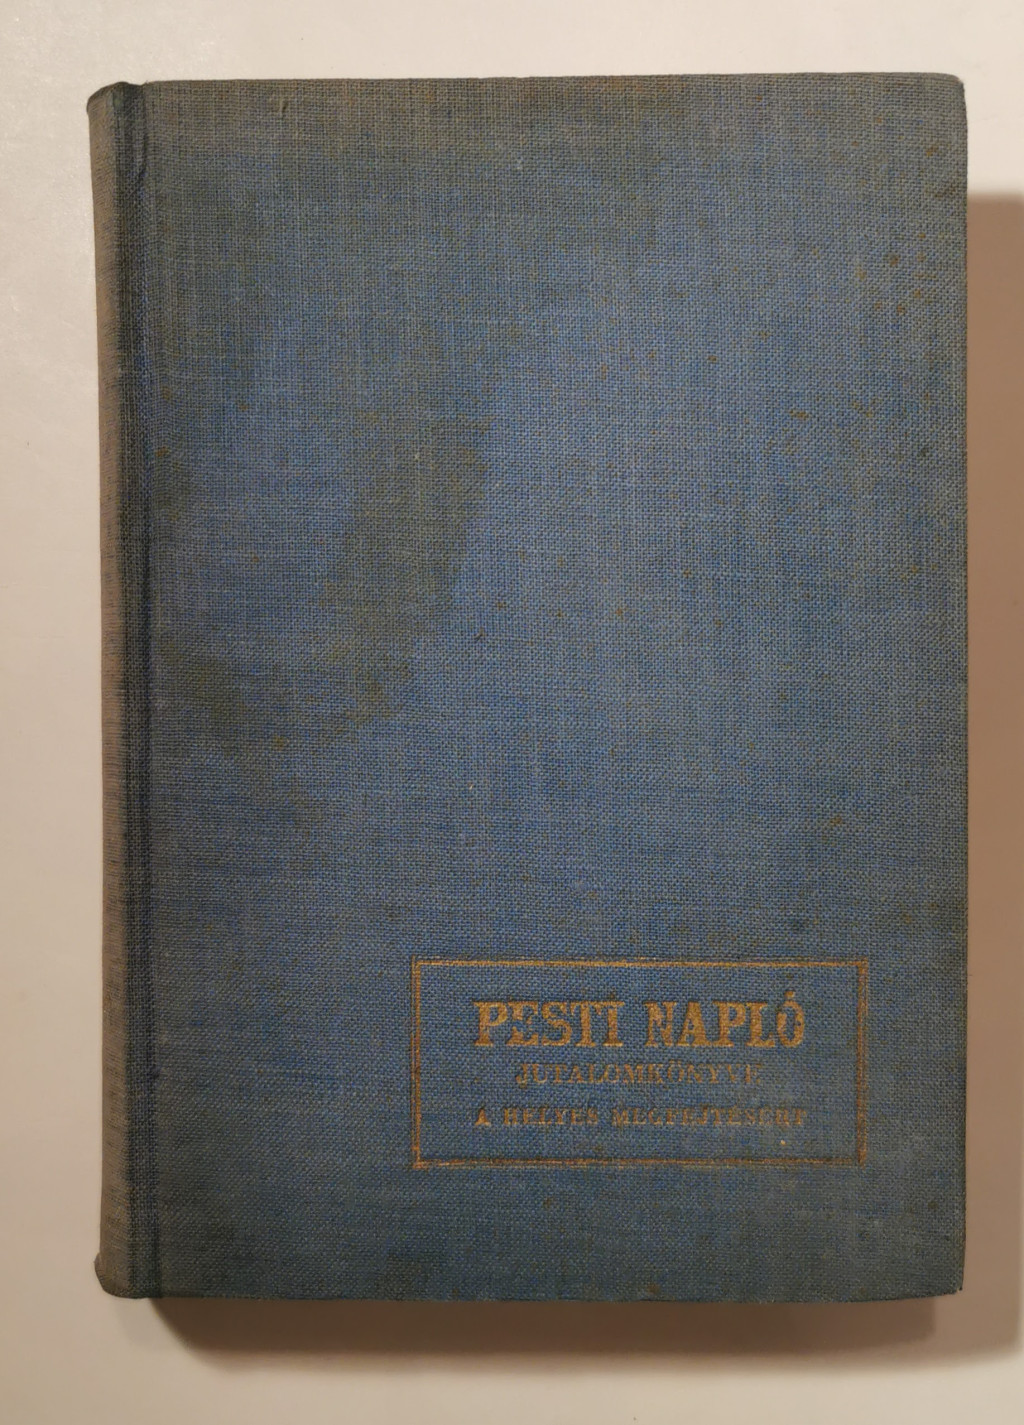 PESTI NAPLÓ
JUTALOMKÖNYVE
A HELYES MEGFEJTÉSÉRT